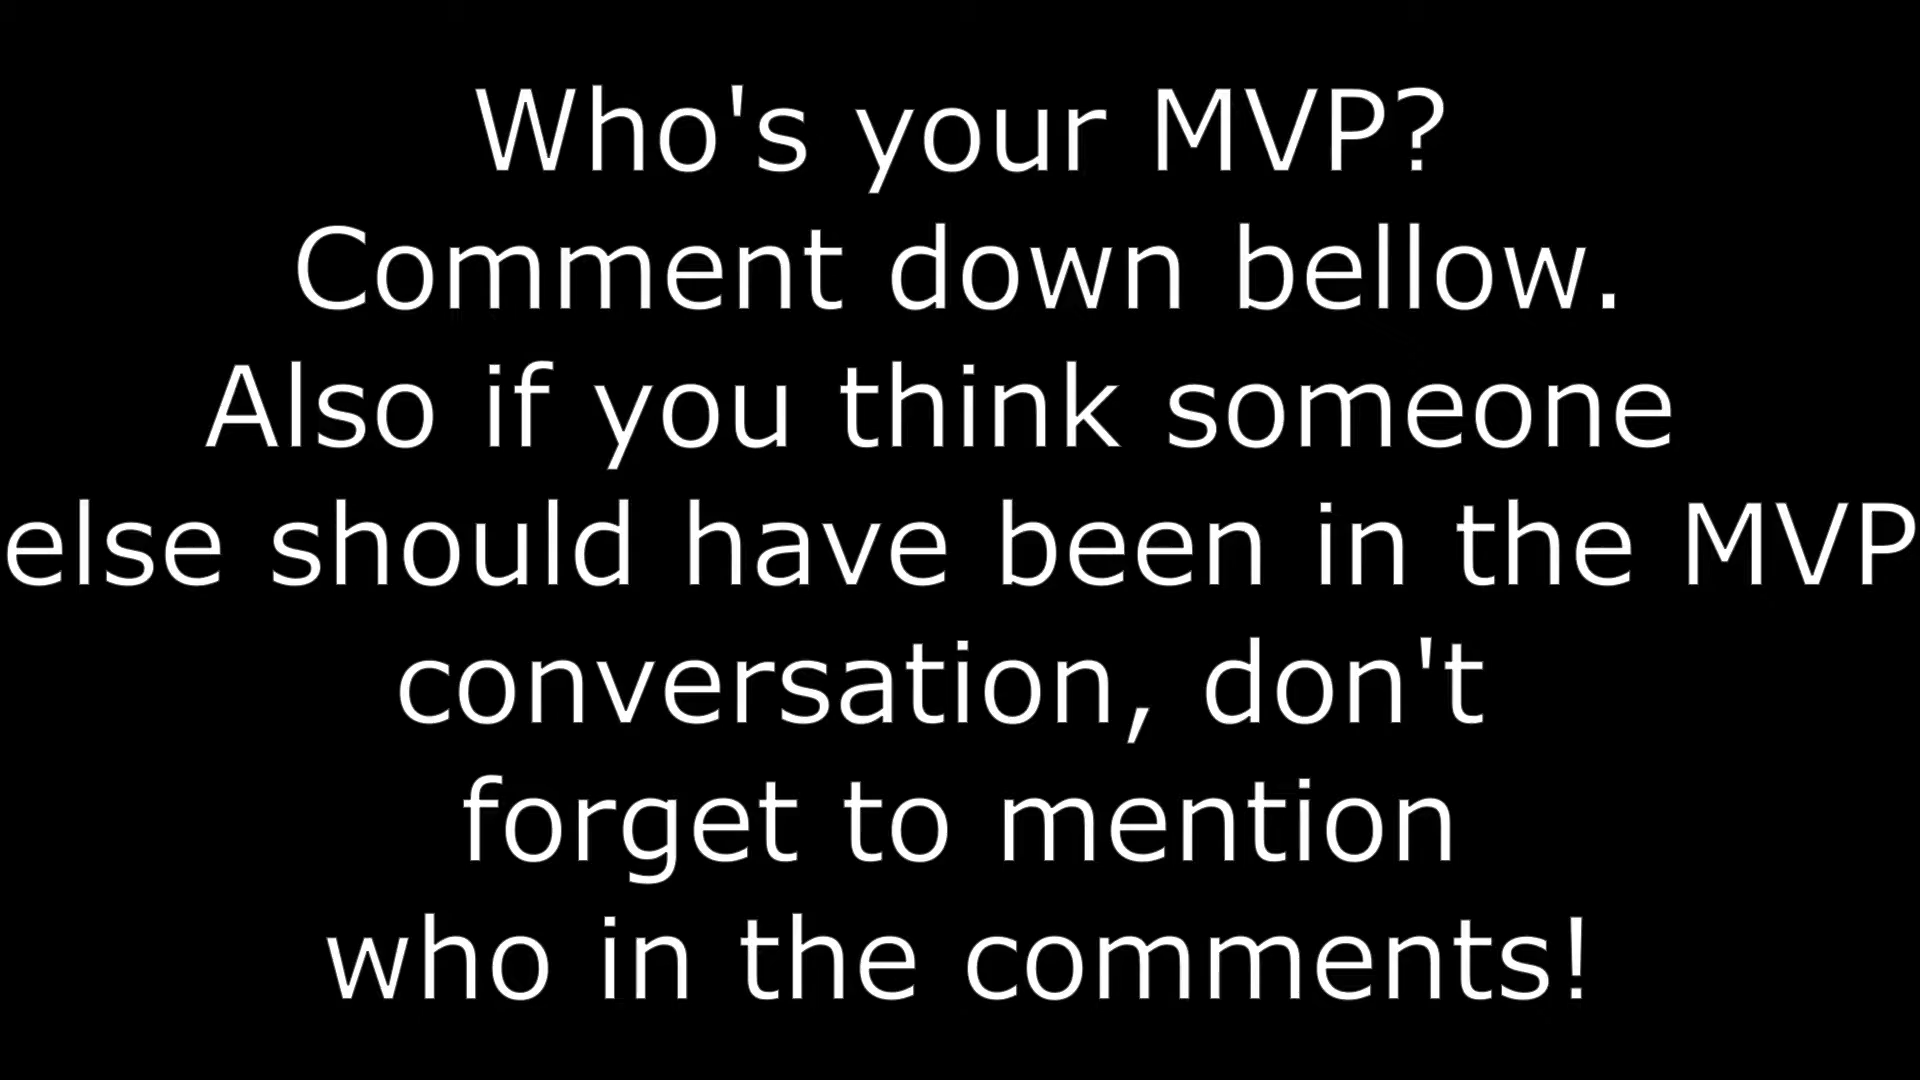 Who's your MVP?
Comment down bellow.
Also if you think someone
else should have been in the MVP
conversation, don't
forget to mention
who in the comments!